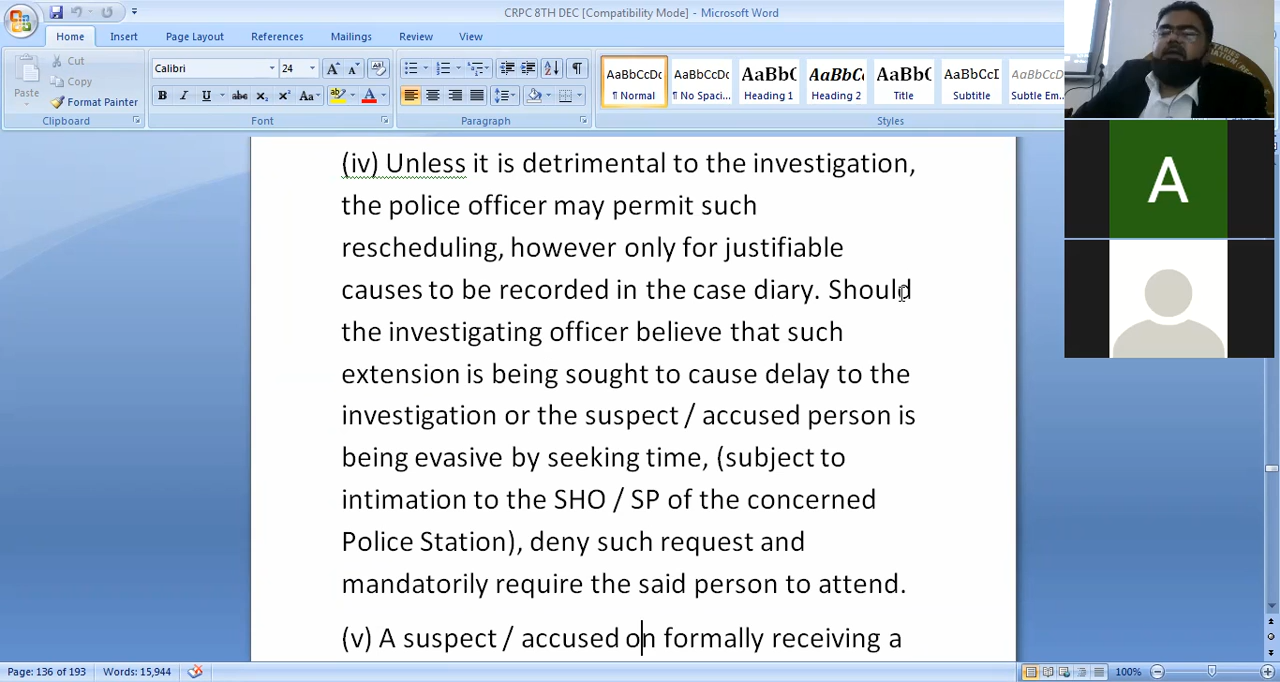 CRPC 8TH DEC [Compatibility Mode] - Microsoft Word
Home Insert Page Layout References Mailings Review View
Cut
Copy
Format Painter
Paste
Clipboard
Calibri 24
Font
Paragraph
AaBbCcDc AaBbCcDc AaBbC AaBbCc AaBbC AaBbCcI AaBbCcD
¶ Normal ¶ No Spaci... Heading 1 Heading 2 Title Subtitle Subtle Em...
Styles
(iv) Unless it is detrimental to the investigation,
the police officer may permit such
rescheduling, however only for justifiable
causes to be recorded in the case diary. Should
the investigating officer believe that such
extension is being sought to cause delay to the
investigation or the suspect / accused person is
being evasive by seeking time, (subject to
intimation to the SHO / SP of the concerned
Police Station), deny such request and
mandatorily require the said person to attend.
(v) A suspect / accused on formally receiving a
A
Page: 136 of 193 Words: 15,944 100%